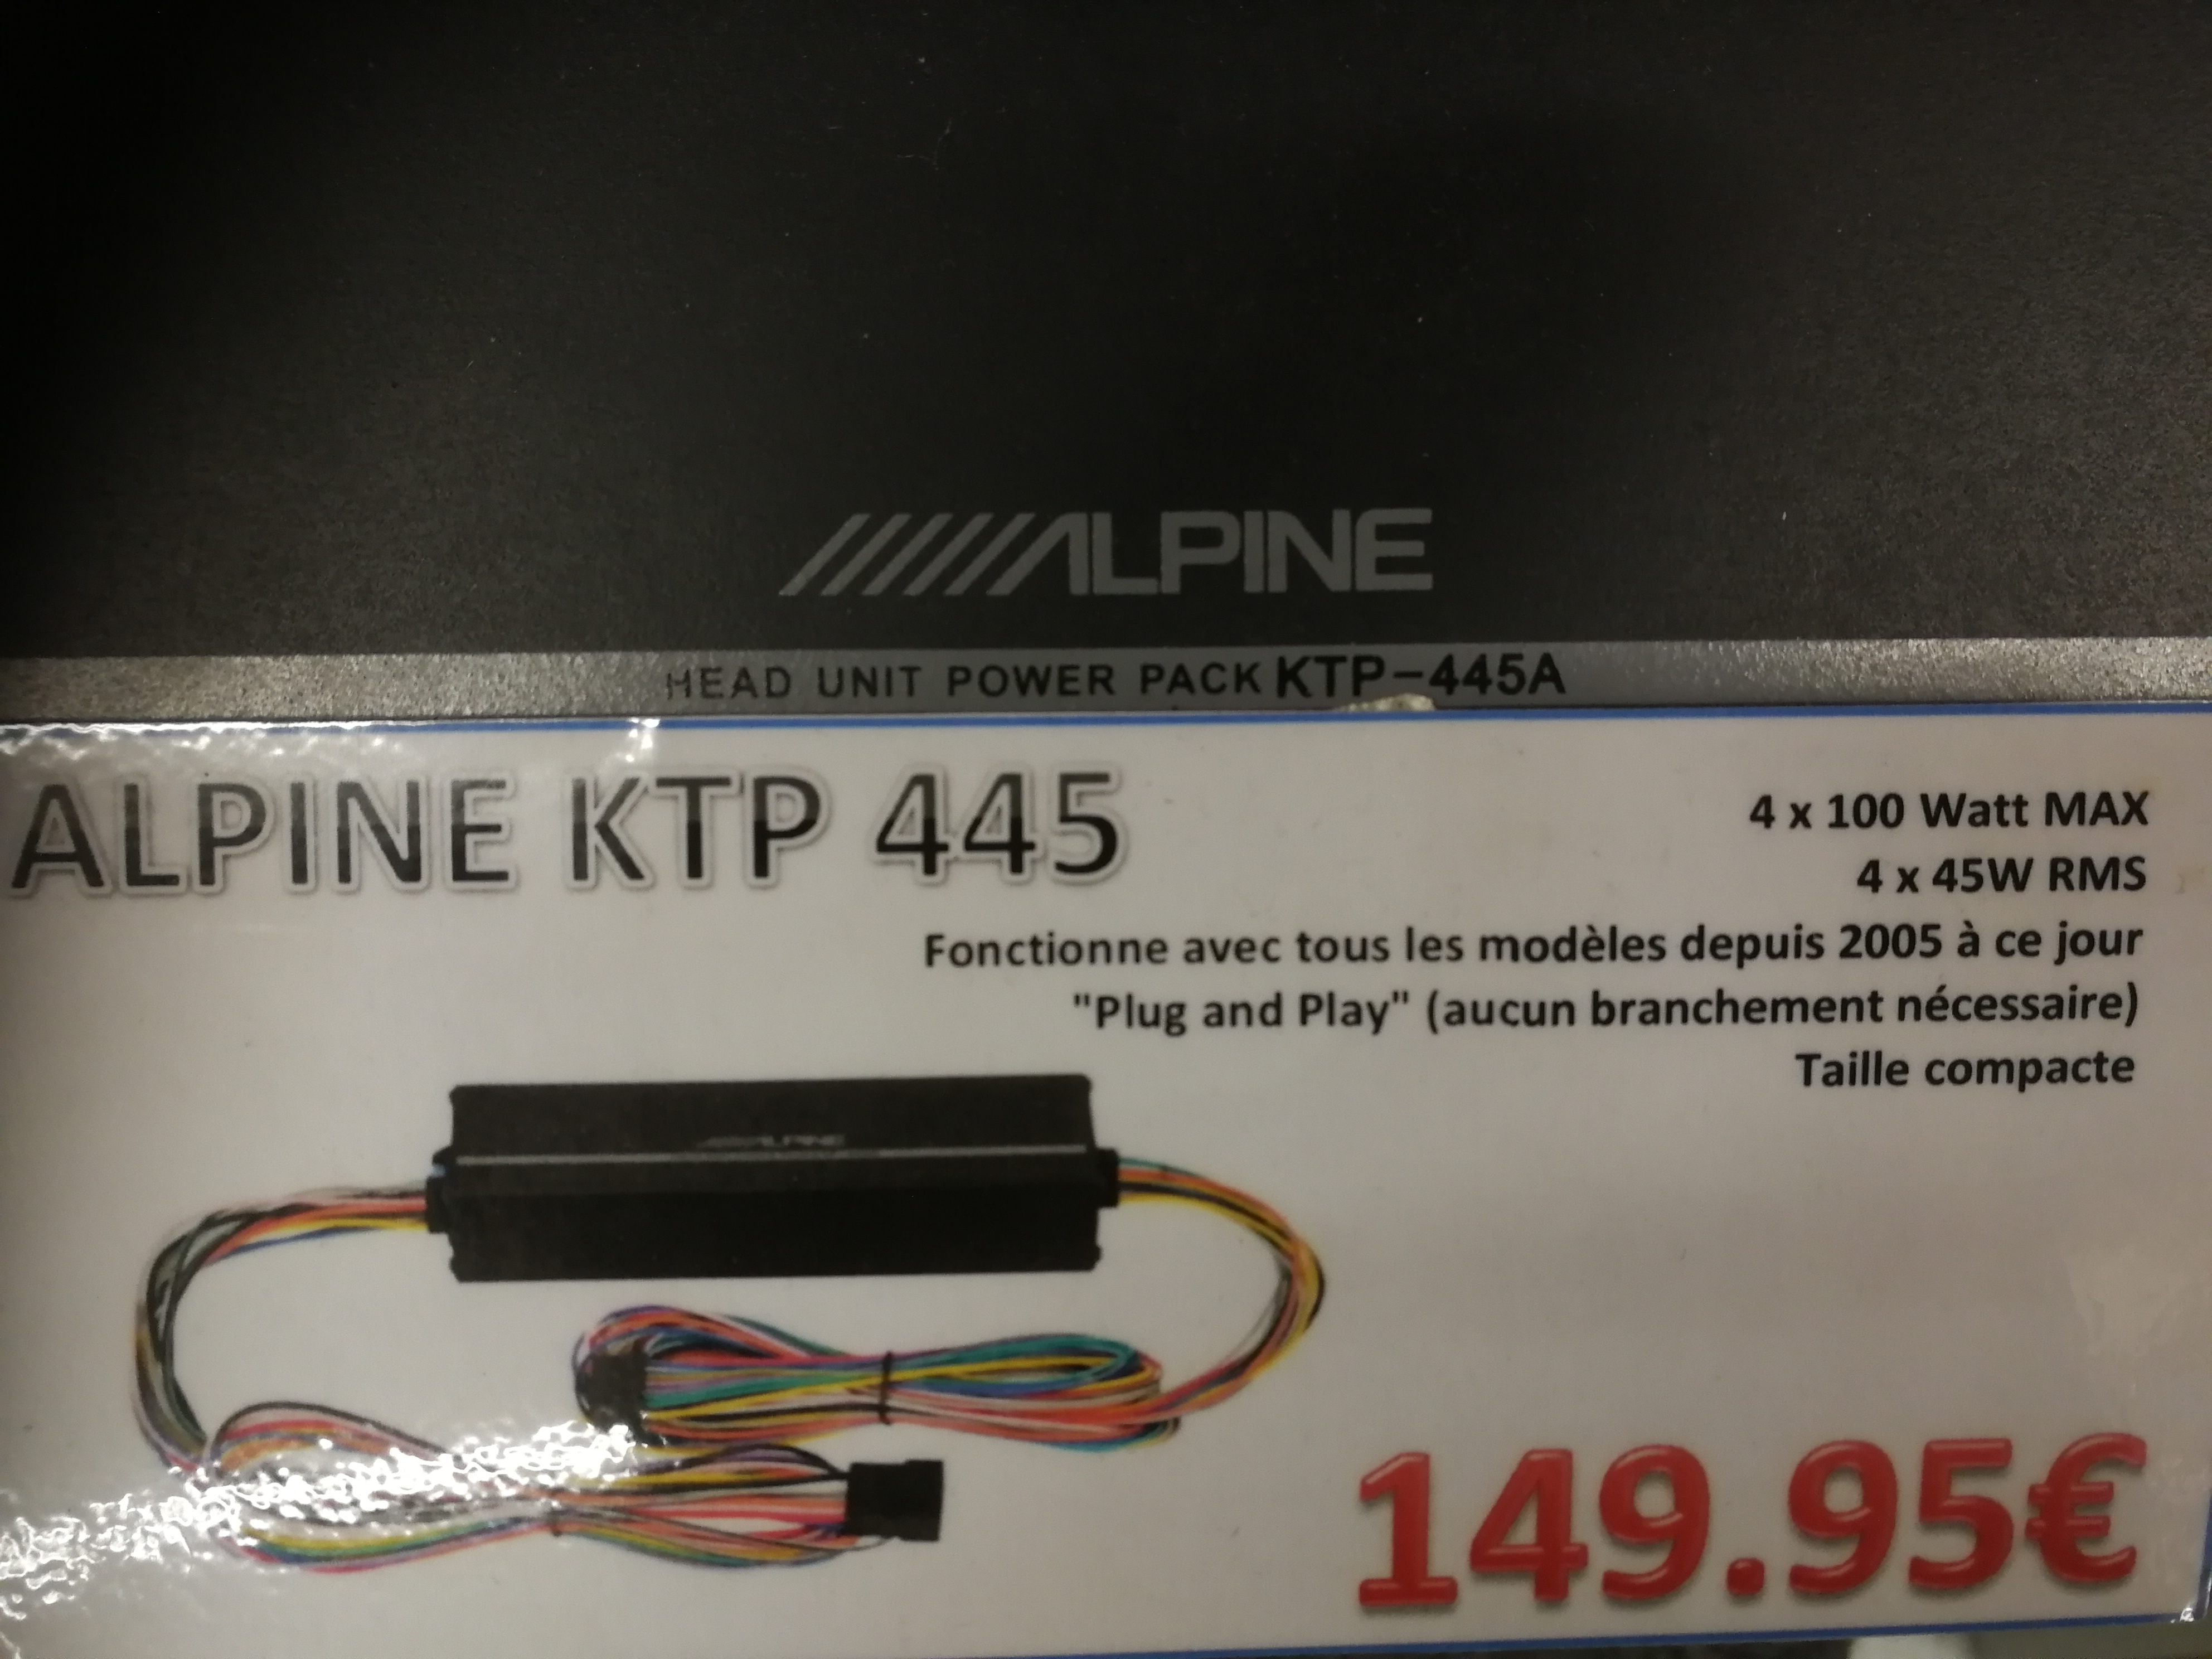 ALPINE
HEAD UNIT POWER PACK KTP-445A
ALPINE KTP 445
4 x 100 Watt MAX
4 x 45W RMS
Fonctionne avec tous les modèles depuis 2005 à ce jour
"Plug and Play" (aucun branchement nécessaire)
Taille compacte
ALPINE
149.95€